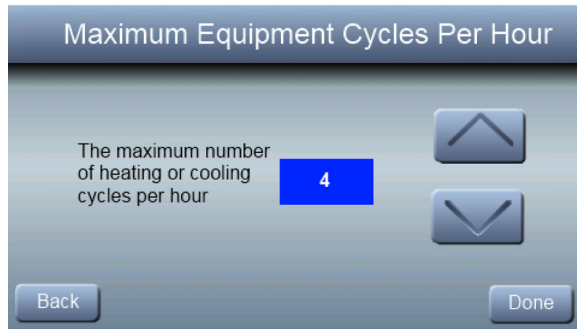 Maximum Equipment Cycles Per Hour
The maximum number
of heating or cooling
cycles per hour
4
Back
Done